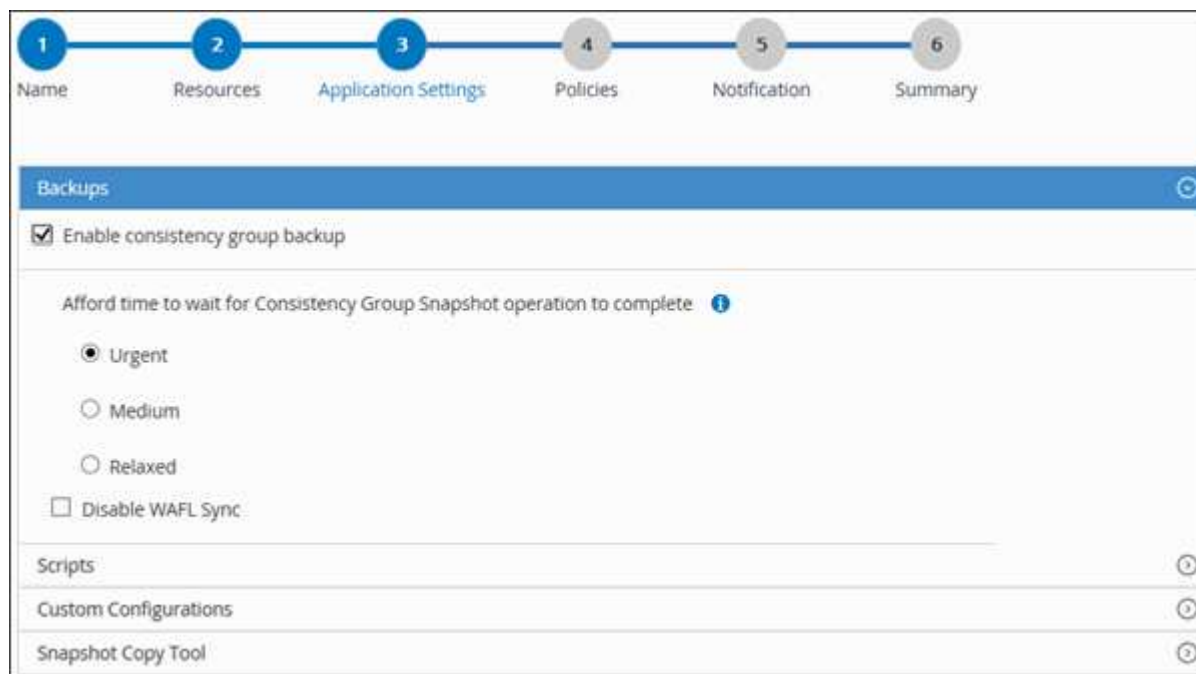 1 2 3 4 5 6
Name Resources Application Settings Policies Notification Summary
Backups
Enable consistency group backup
Afford time to wait for Consistency Group Snapshot operation to complete
Urgent
Medium
Relaxed
Disable WAFL Sync
Scripts
Custom Configurations
Snapshot Copy Tool